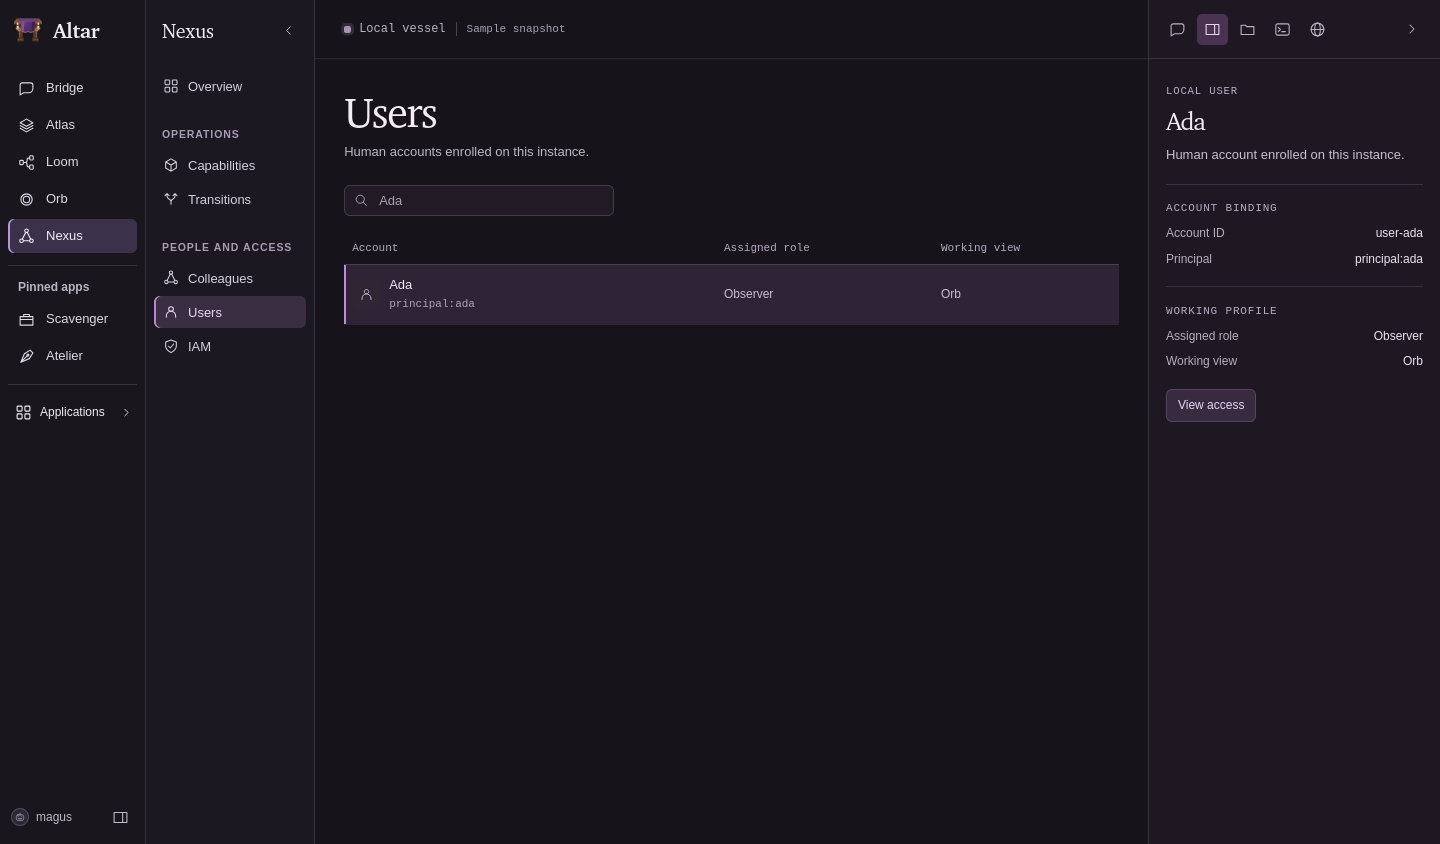 Altar
Bridge
Atlas
Loom
Orb
Nexus
Pinned apps
Scavenger
Atelier
Applications
magus
Nexus
Overview
OPERATIONS
Capabilities
Transitions
PEOPLE AND ACCESS
Colleagues
Users
IAM
Local vessel
Sample snapshot
Users
Human accounts enrolled on this instance.
Ada
Account Assigned role Working view
Ada
principal:ada
Observer
Orb
LOCAL USER
Ada
Human account enrolled on this instance.
ACCOUNT BINDING
Account ID user-ada
Principal principal:ada
WORKING PROFILE
Assigned role Observer
Working view Orb
View access